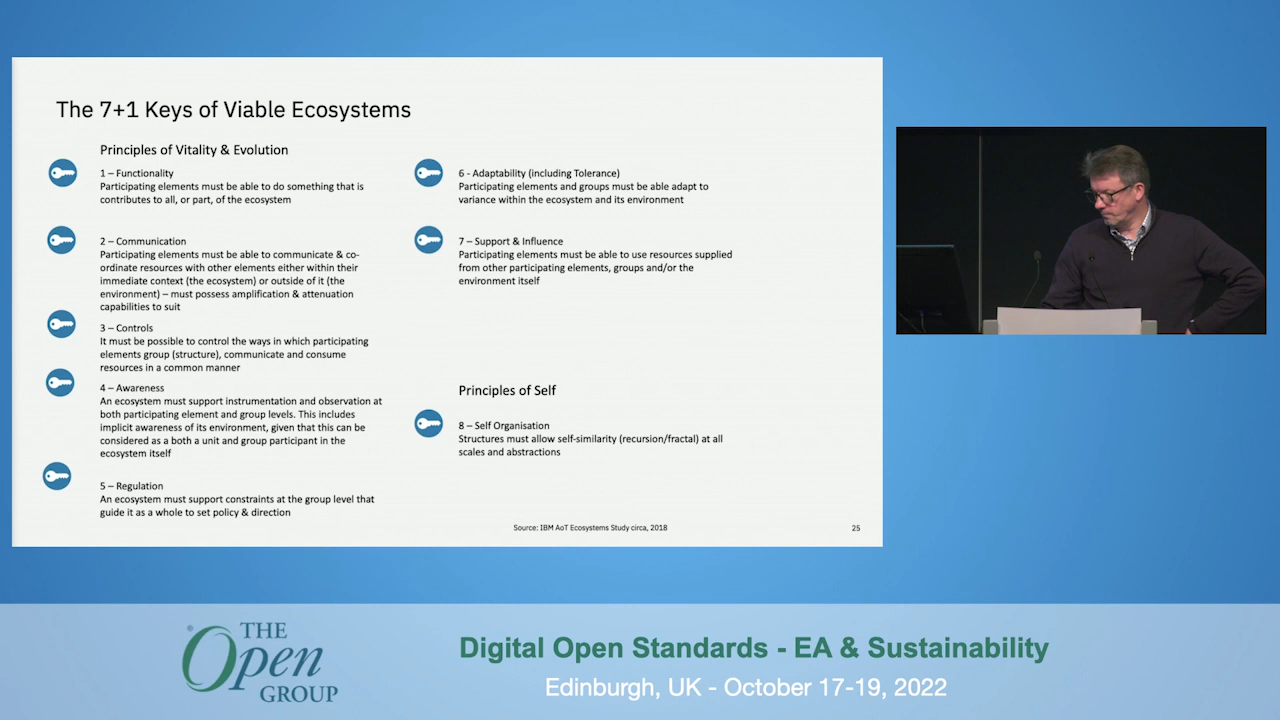 The 7+1 Keys of Viable Ecosystems
Principles of Vitality & Evolution
1 – Functionality
Participating elements must be able to do something that is
contributes to all, or part, of the ecosystem
2 – Communication
Participating elements must be able to communicate & co-
ordinate resources with other elements either within their
immediate context (the ecosystem) or outside of it (the
environment) – must possess amplification & attenuation
capabilities to suit
3 – Controls
It must be possible to control the ways in which participating
elements group (structure), communicate and consume
resources in a common manner
4 – Awareness
An ecosystem must support instrumentation and observation at
both participating element and group levels. This includes
implicit awareness of its environment, given that this can be
considered as a both a unit and group participant in the
ecosystem itself
5 – Regulation
An ecosystem must support constraints at the group level that
guide it as a whole to set policy & direction
6 - Adaptability (including Tolerance)
Participating elements and groups must be able adapt to
variance within the ecosystem and its environment
7 – Support & Influence
Participating elements must be able to use resources supplied
from other participating elements, groups and/or the
environment itself
Principles of Self
8 – Self Organisation
Structures must allow self-similarity (recursion/fractal) at all
scales and abstractions
Source: IBM AoT Ecosystems Study circa, 2018
25
THE
Open
GROUP
®
Digital Open Standards - EA & Sustainability
Edinburgh, UK - October 17-19, 2022